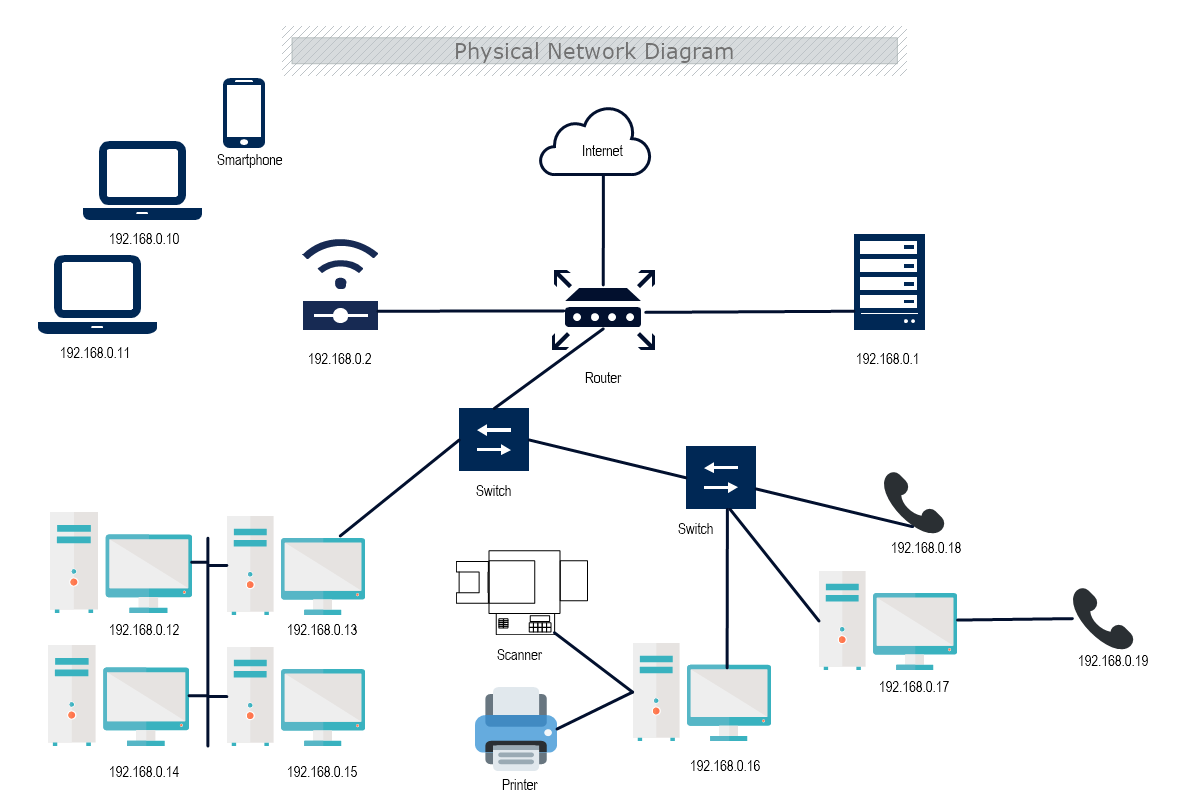 Physical Network Diagram
Smartphone
Internet
192.168.0.10
192.168.0.11
192.168.0.2
192.168.0.1
Router
Switch
Switch
192.168.0.18
192.168.0.12
192.168.0.13
Scanner
192.168.0.19
192.168.0.17
192.168.0.14
192.168.0.15
192.168.0.16
Printer